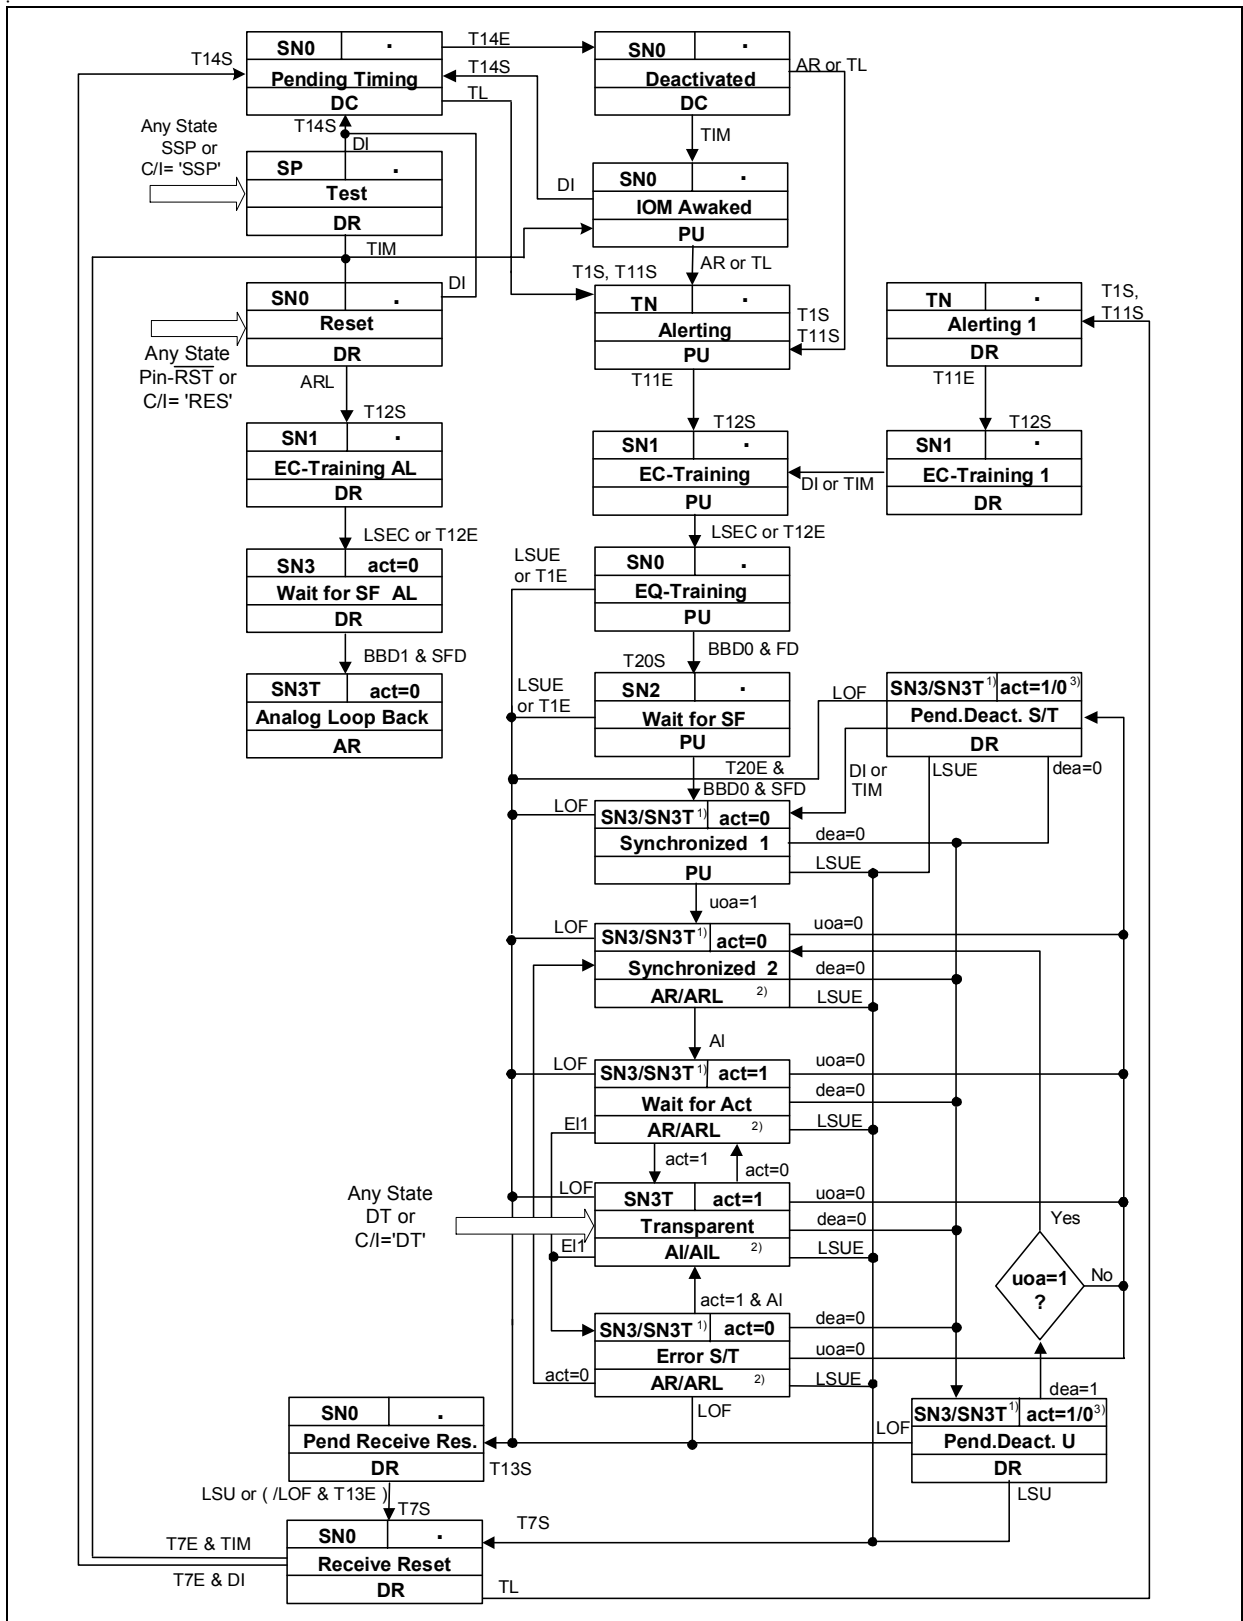 SN0 .
Pending Timing
DC
T14S
T14E
T14S
TL
SN0 .
Deactivated
DC
AR or TL
TIM
Any State
SSP or
C/I= 'SSP'
T14S
DI
SP .
Test
DR
DI
SN0 .
IOM Awaked
PU
TIM
AR or TL
DI
T1S, T11S
SN0 .
Reset
DR
Any State
Pin-RST or
C/I= 'RES'
TN .
Alerting
PU
T1S
T11S
TN .
Alerting 1
DR
T1S,
T11S
ARL
T12S
T11E
T12S
T11E
T12S
SN1 .
EC-Training AL
DR
SN1 .
EC-Training
PU
DI or TIM
SN1 .
EC-Training 1
DR
LSEC or T12E
LSEC or T12E
SN3 act=0
Wait for SF AL
DR
LSUE
or T1E
SN0 .
EQ-Training
PU
BBD1 & SFD
BBD0 & FD
T20S
SN3T act=0
Analog Loop Back
AR
LSUE
or T1E
SN2 .
Wait for SF
PU
LOF
SN3/SN3T 1) act=1/0 3)
Pend.Deact. S/T
DR
T20E &
BBD0 & SFD
DI or
TIM
LSUE
dea=0
LOF
SN3/SN3T 1) act=0
Synchronized 1
PU
dea=0
LSUE
uoa=1
LOF
SN3/SN3T 1) act=0
Synchronized 2
AR/ARL 2)
uoa=0
dea=0
LSUE
AI
LOF
SN3/SN3T 1) act=1
Wait for Act
AR/ARL 2)
uoa=0
dea=0
LSUE
EI1
act=1
act=0
LOF
SN3T act=1
Transparent
AI/AIL 2)
uoa=0
dea=0
LSUE
EI1
Any State
DT or
C/I='DT'
Yes
uoa=1
?
No
act=1 & AI
SN3/SN3T 1) act=0
Error S/T
AR/ARL 2)
dea=0
uoa=0
LSUE
act=0
LOF
dea=1
SN0 .
Pend Receive Res.
DR
T13S
LOF
SN3/SN3T 1) act=1/0 3)
Pend.Deact. U
DR
LSU
LSU or ( /LOF & T13E )
T7S
T7S
SN0 .
Receive Reset
DR
T7E & TIM
T7E & DI
TL